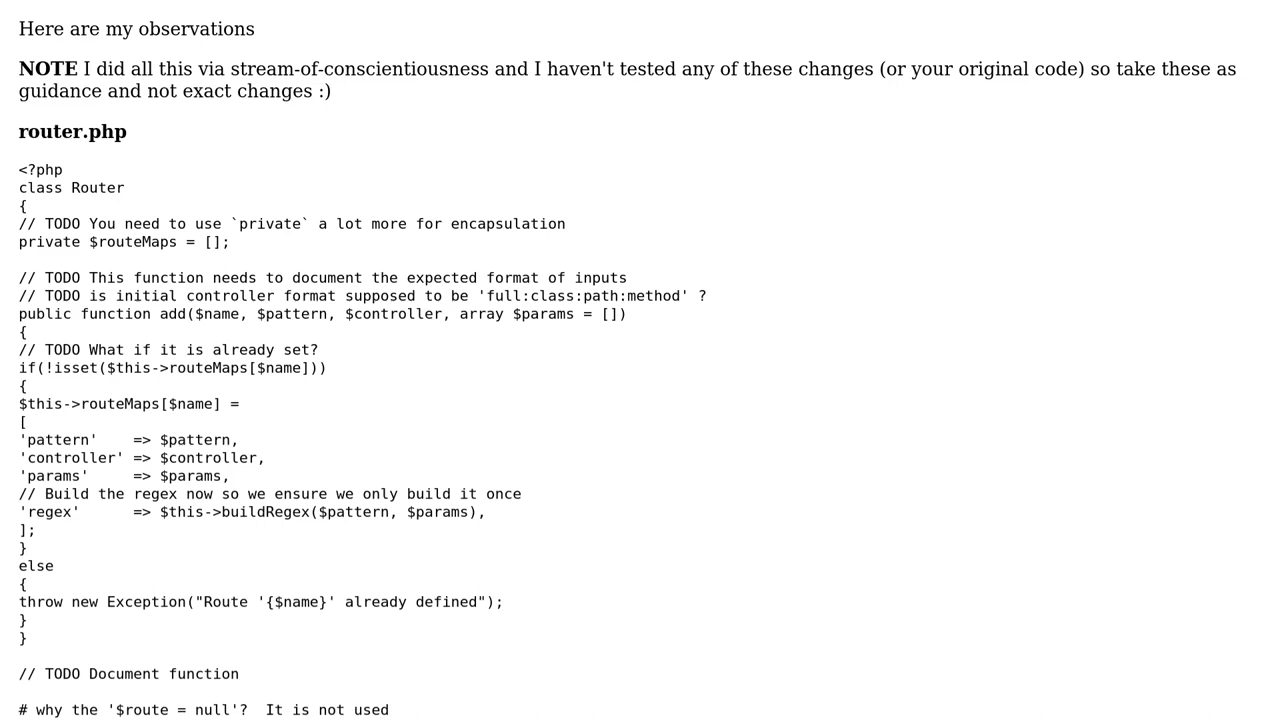 Here are my observations
NOTE I did all this via stream-of-conscientiousness and I haven't tested any of these changes (or your original code) so take these as
guidance and not exact changes :)
router.php
<?php
class Router
{
// TODO You need to use `private` a lot more for encapsulation
private $routeMaps = [];
// TODO This function needs to document the expected format of inputs
// TODO is initial controller format supposed to be 'full:class:path:method' ?
public function add($name, $pattern, $controller, array $params = [])
{
// TODO What if it is already set?
if(!isset($this->routeMaps[$name]))
{
$this->routeMaps[$name] =
[
'pattern'    => $pattern,
'controller' => $controller,
'params'     => $params,
// Build the regex now so we ensure we only build it once
'regex'      => $this->buildRegex($pattern, $params),
];
}
else
{
throw new Exception("Route '{$name}' already defined");
}
}
// TODO Document function
# why the '$route = null'?  It is not used